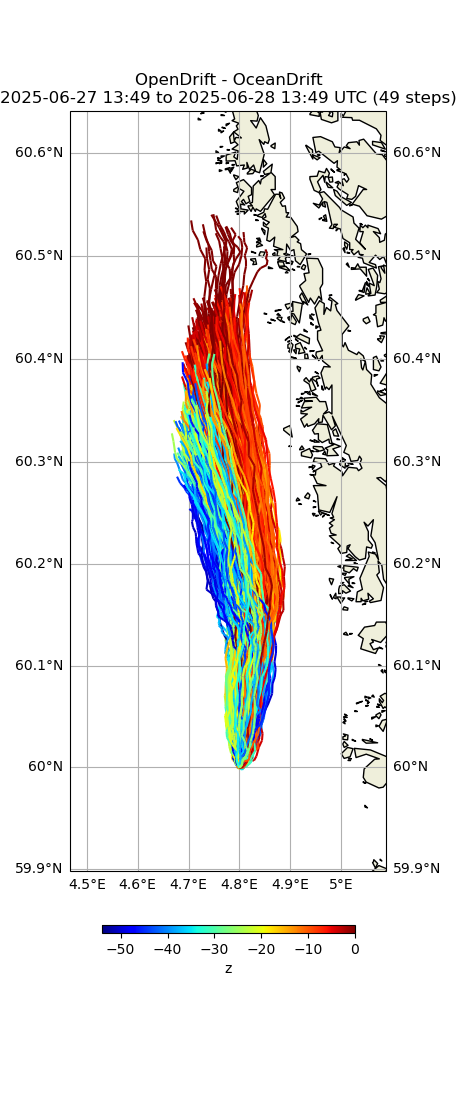 OpenDrift - OceanDrift
2025-06-27 13:49 to 2025-06-28 13:49 UTC (49 steps)
60.6°N 60.6°N
60.5°N 60.5°N
60.4°N 60.4°N
60.3°N 60.3°N
60.2°N 60.2°N
60.1°N 60.1°N
60°N 60°N
59.9°N 59.9°N
4.5°E 4.6°E 4.7°E 4.8°E 4.9°E 5°E
−50 −40 −30 −20 −10 0
z